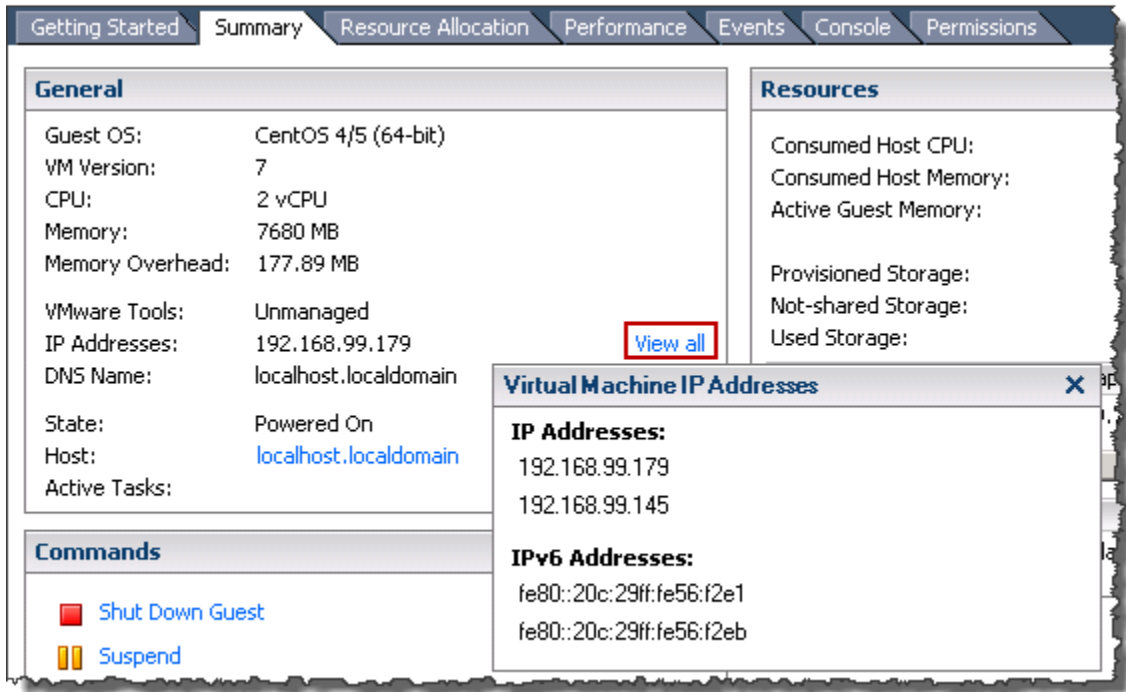 Getting Started Summary Resource Allocation Performance Events Console Permissions
General
Guest OS: CentOS 4/5 (64-bit)
VM Version: 7
CPU: 2 vCPU
Memory: 7680 MB
Memory Overhead: 177.89 MB
VMware Tools: Unmanaged
IP Addresses: 192.168.99.179 View all
DNS Name: localhost.localdomain
State: Powered On
Host: localhost.localdomain
Active Tasks:
Commands
Shut Down Guest
Suspend
Resources
Consumed Host CPU:
Consumed Host Memory:
Active Guest Memory:
Provisioned Storage:
Not-shared Storage:
Used Storage:
Virtual Machine IP Addresses
IP Addresses:
192.168.99.179
192.168.99.145
IPv6 Addresses:
fe80::20c:29ff:fe56:f2e1
fe80::20c:29ff:fe56:f2eb